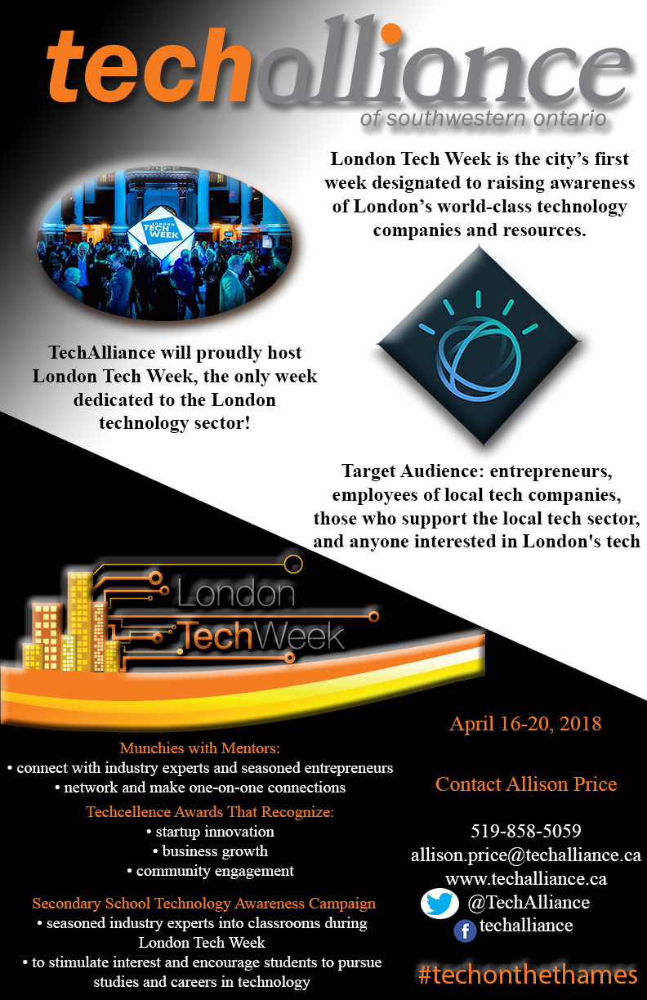 techalliance
of southwestern ontario
London Tech Week is the city’s first
week designated to raising awareness
of London’s world-class technology
companies and resources.
LONDON
TECH
WEEK
TechAlliance will proudly host
London Tech Week, the only week
dedicated to the London
technology sector!
Target Audience: entrepreneurs,
employees of local tech companies,
those who support the local tech sector,
and anyone interested in London's tech
London
TechWeek
Munchies with Mentors:
• connect with industry experts and seasoned entrepreneurs
• network and make one-on-one connections
Techcellence Awards That Recognize:
• startup innovation
• business growth
• community engagement
Secondary School Technology Awareness Campaign
• seasoned industry experts into classrooms during
London Tech Week
• to stimulate interest and encourage students to pursue
studies and careers in technology
April 16-20, 2018
Contact Allison Price
519-858-5059
allison.price@techalliance.ca
www.techalliance.ca
@TechAlliance
f techalliance
#techonthethames